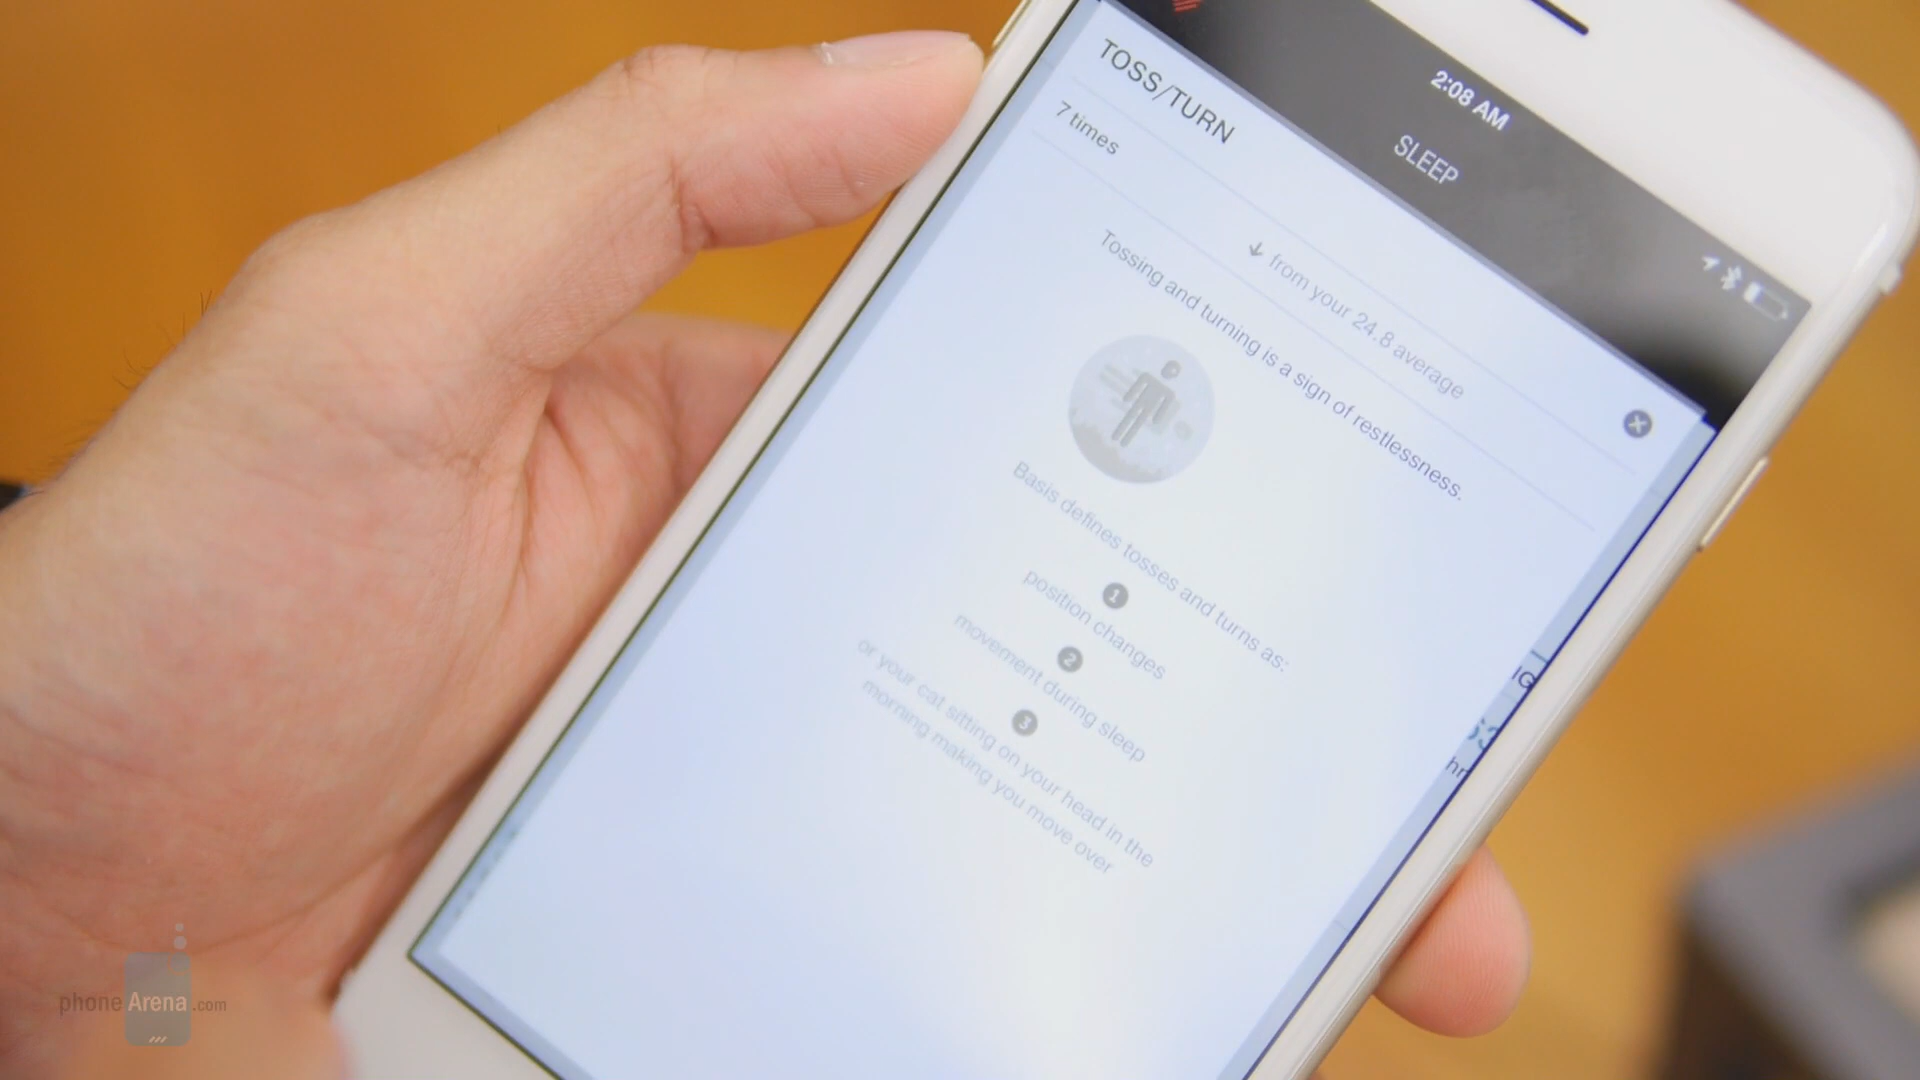 2:08 AM
SLEEP
TOSS/TURN
7 times
↓ from your 24.8 average
Tossing and turning is a sign of restlessness.
Basis defines tosses and turns as:
1
position changes
2
movement during sleep
3
or your cat sitting on your head in the
morning making you move over
IG
hr
phoneArena.com